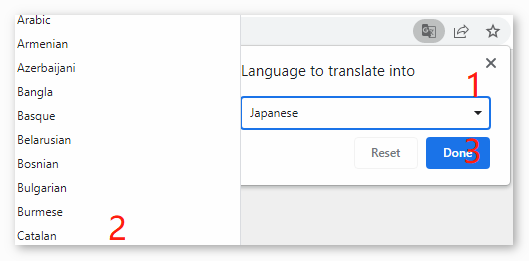 Arabic
Armenian
Azerbaijani
Bangla
Basque
Belarusian
Bosnian
Bulgarian
Burmese
Catalan
2
Language to translate into
1
Japanese
Reset
Done
3